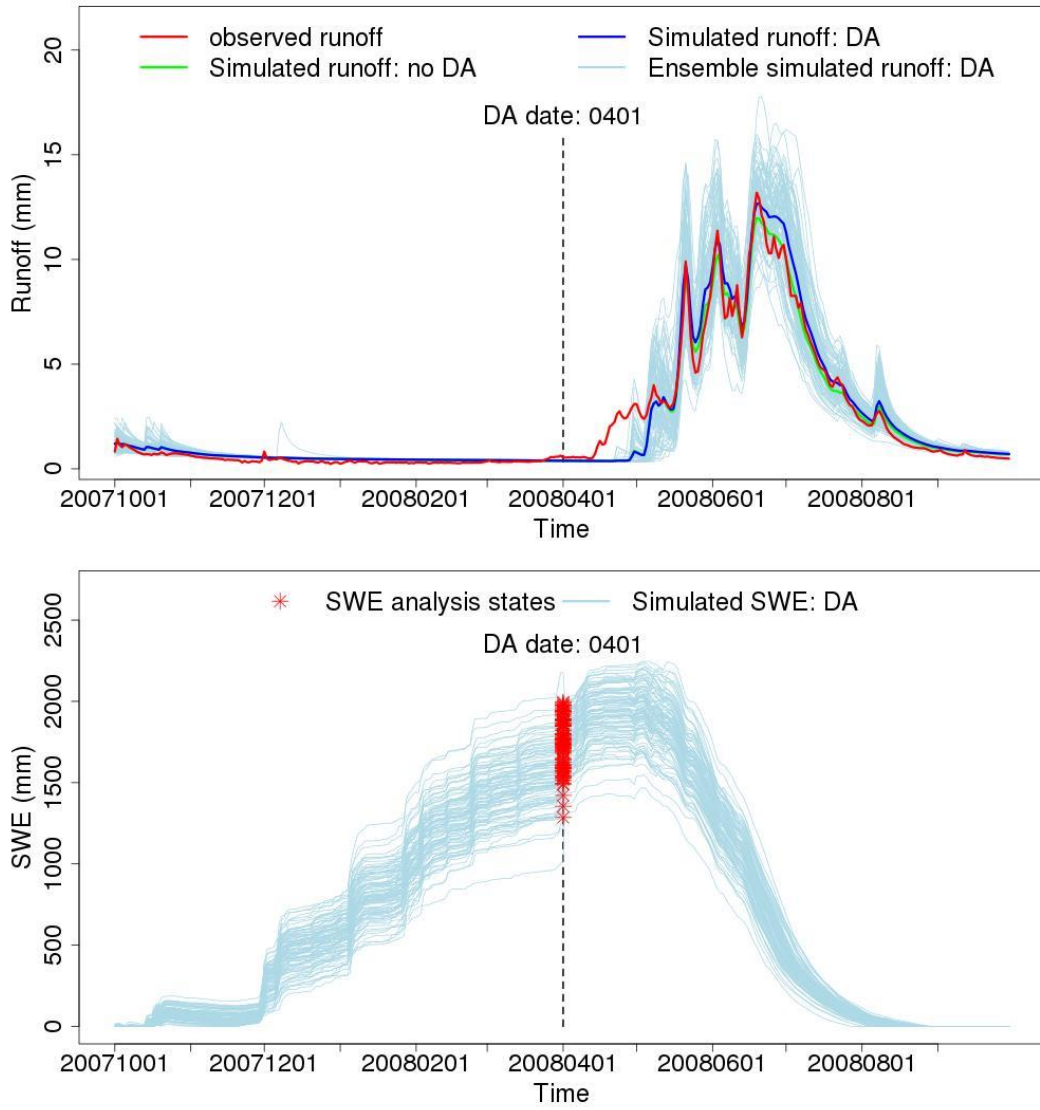 observed runoff
Simulated runoff: DA
Simulated runoff: no DA
Ensemble simulated runoff: DA
DA date: 0401
20
15
10
5
0
Runoff (mm)
20071001 20071201 20080201 20080401 20080601 20080801
Time
SWE analysis states
Simulated SWE: DA
DA date: 0401
2500
2000
1500
1000
500
0
SWE (mm)
20071001 20071201 20080201 20080401 20080601 20080801
Time